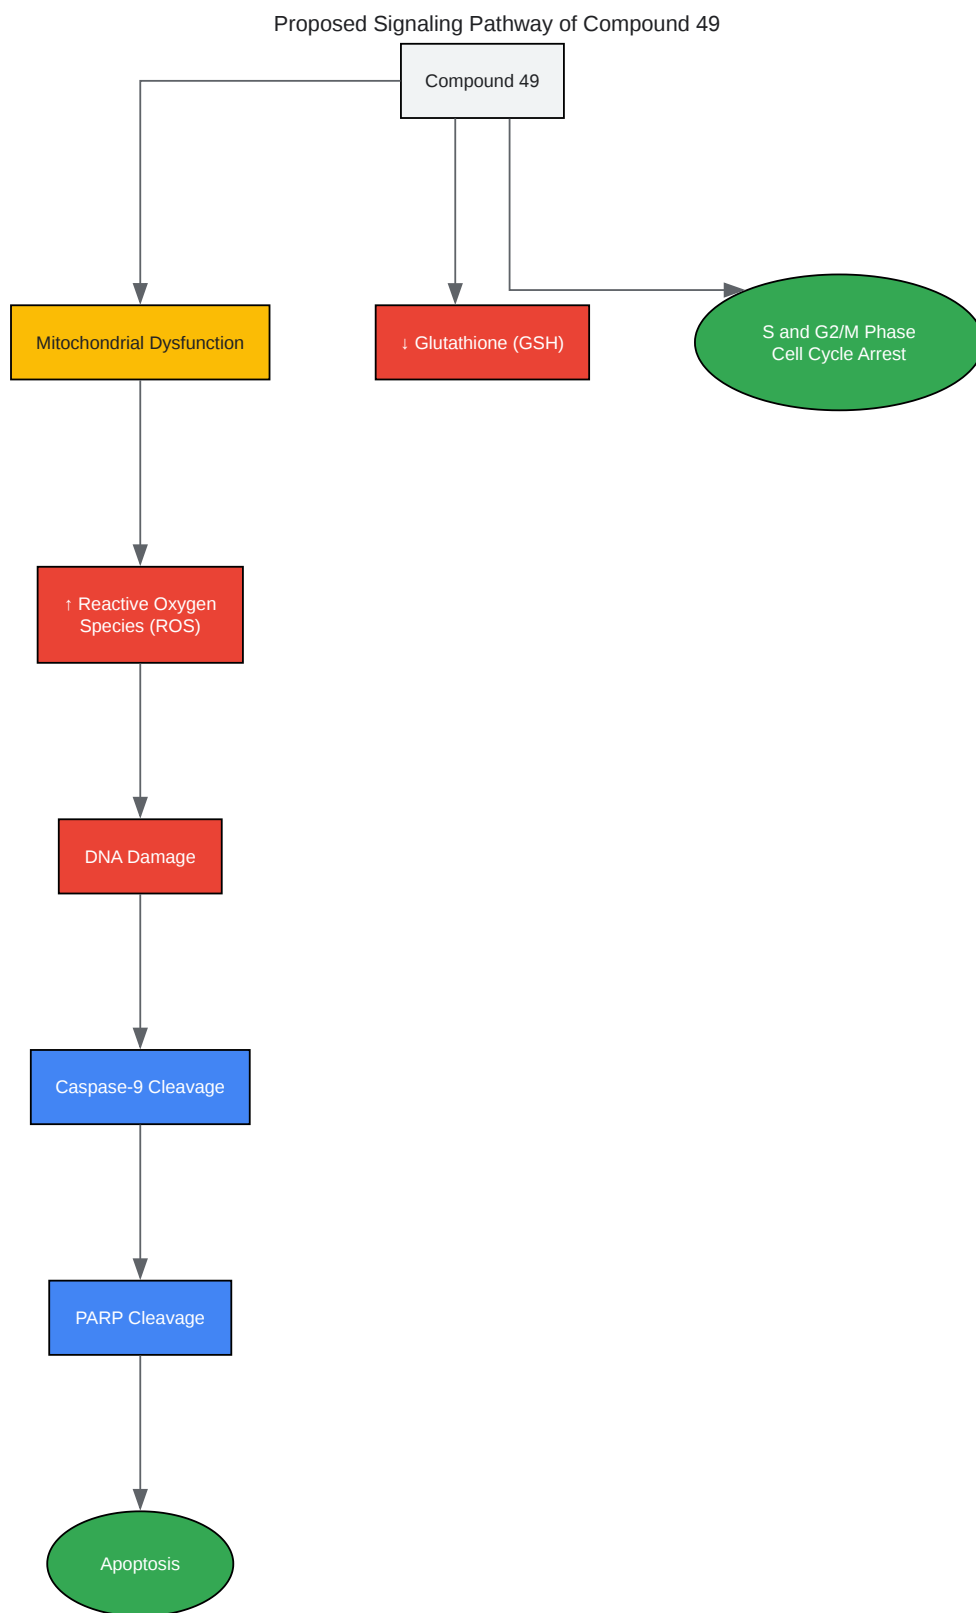 Proposed Signaling Pathway of Compound 49
Compound 49
Mitochondrial Dysfunction
↓ Glutathione (GSH)
S and G2/M Phase
Cell Cycle Arrest
↑ Reactive Oxygen
Species (ROS)
DNA Damage
Caspase-9 Cleavage
PARP Cleavage
Apoptosis